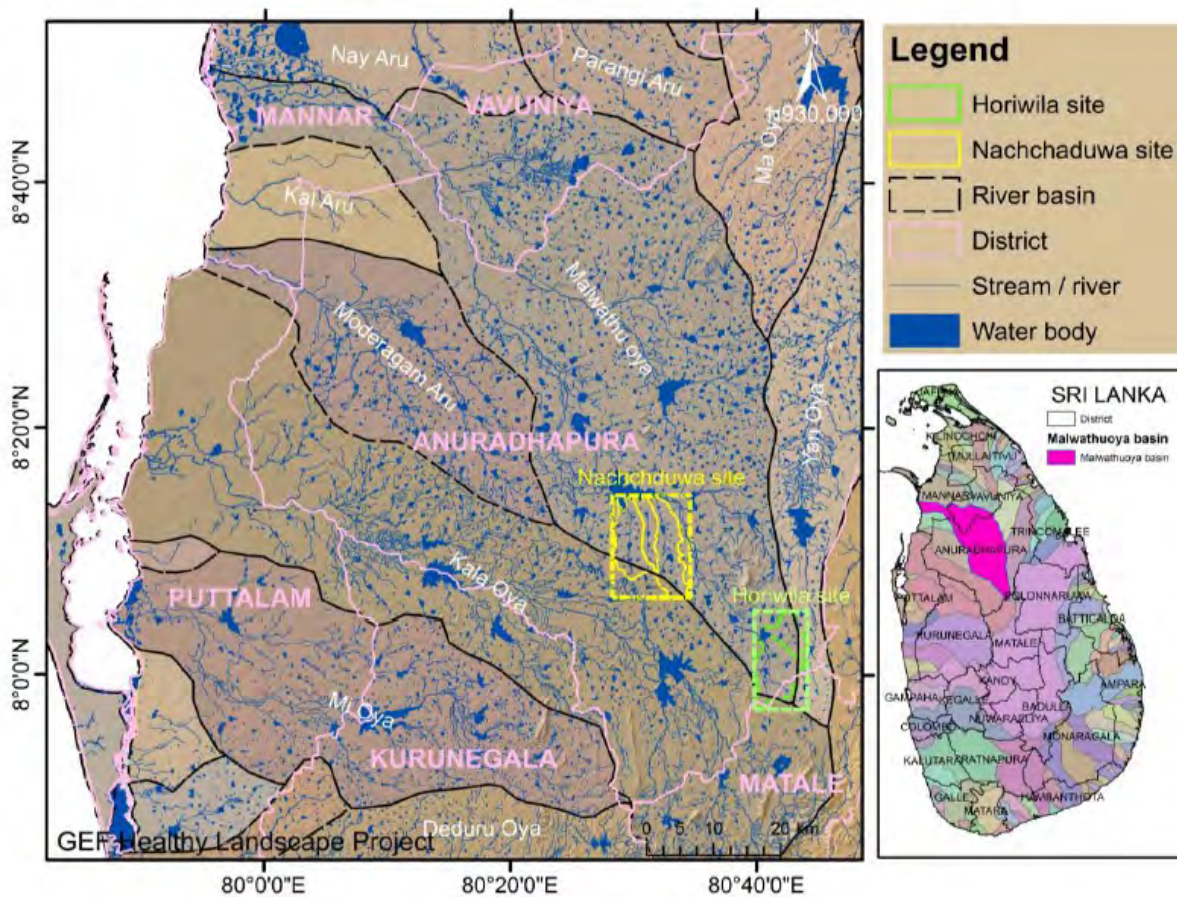 Nay Aru
Parangi Aru
N
MANNAR
VAVUNIYA
1930,000
Ma Oya
8°40'0"N
Kal Aru
Malwathu oya
Moderagam Aru
8°20'0"N
ANURADHAPURA
Yan Oya
Nachchduwa site
Kala Oya
PUTTALAM
Horiwila site
8°0'0"N
Mi Oya
KURUNEGALA
MATALE
Deduru Oya
0 5 10 20 Km
GEF Healthy Landscape Project
80°0'0"E
80°20'0"E
80°40'0"E
Legend
Horiwila site
Nachchaduwa site
River basin
District
Stream / river
Water body
SRI LANKA
District
Malwathuoya basin
Malwathuoya basin
MULLAITIVU
MANNAR
VAVUNIYA
ANURADHAPURA
PUTTALAM
BATTICALOA
KURUNEGALA
MATALE
KANDY
AMPARA
GAMPAHA
KEGALLE
BADULLA
NUWARAELIYA
COLOMBO
MONARAGALA
KALUTARA
RATNAPURA
GALLE
MATARA
HAMBANTHOTA